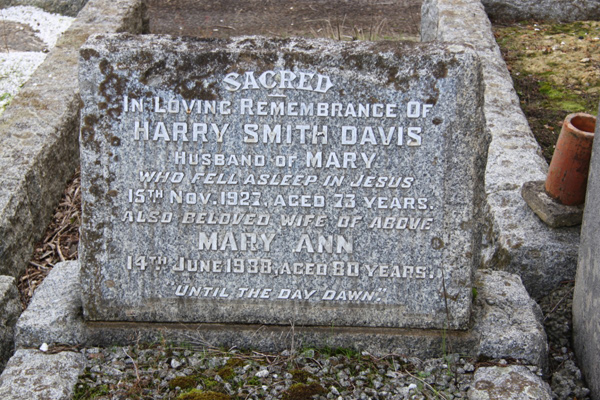 SACRED
IN LOVING REMEMBRANCE OF
HARRY SMITH DAVIS
HUSBAND OF MARY.
WHO FELL ASLEEP IN JESUS
15TH NOV. 1927, AGED 73 YEARS.
ALSO BELOVED WIFE OF ABOVE
MARY ANN
14TH JUNE 1938, AGED 80 YEARS.
"UNTIL THE DAY DAWN".